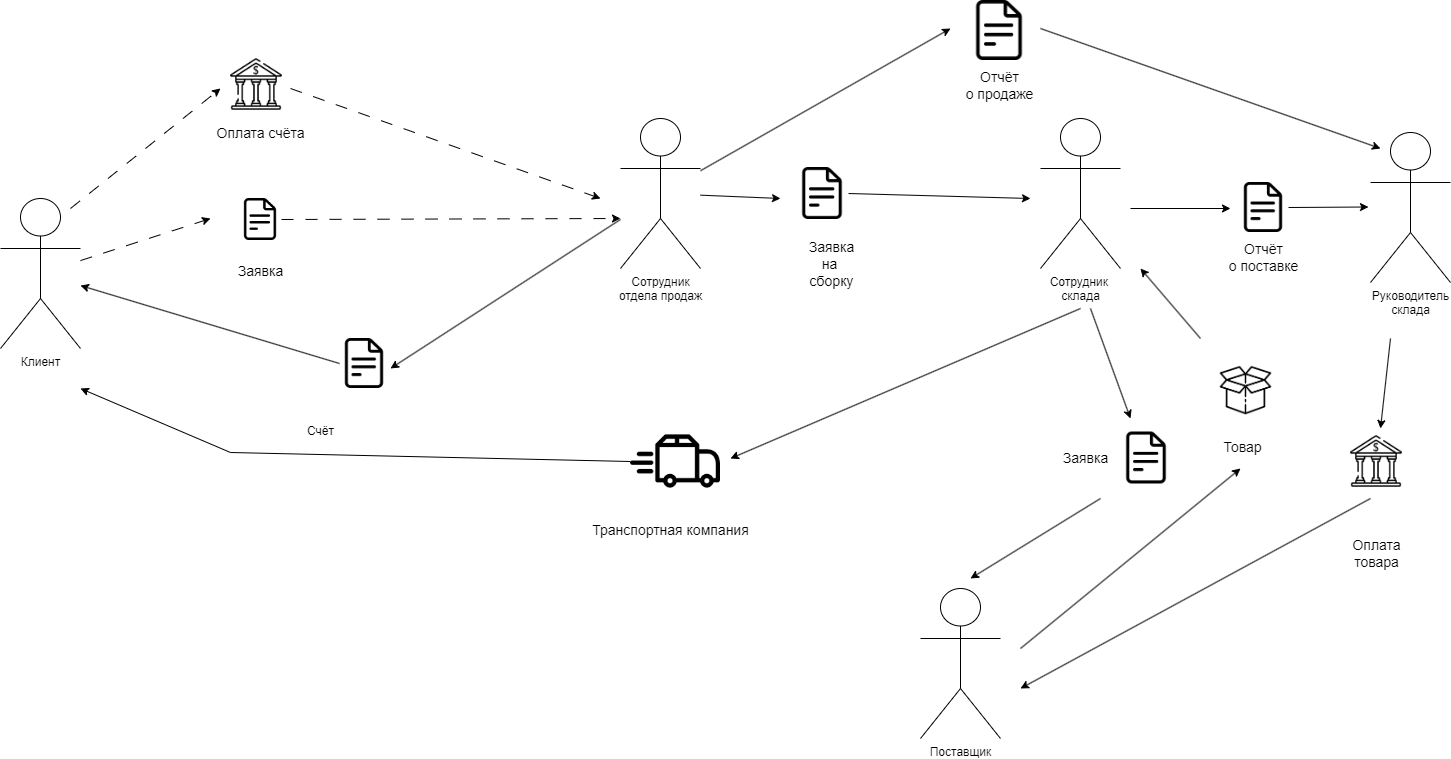 Отчёт
о продаже
$
Оплата счёта
Заявка
Клиент
Счёт
Сотрудник
отдела продаж
Заявка
на
сборку
Сотрудник
склада
Отчёт
о поставке
Руководитель
склада
Транспортная компания
Заявка
Товар
$
Оплата
товара
Поставщик